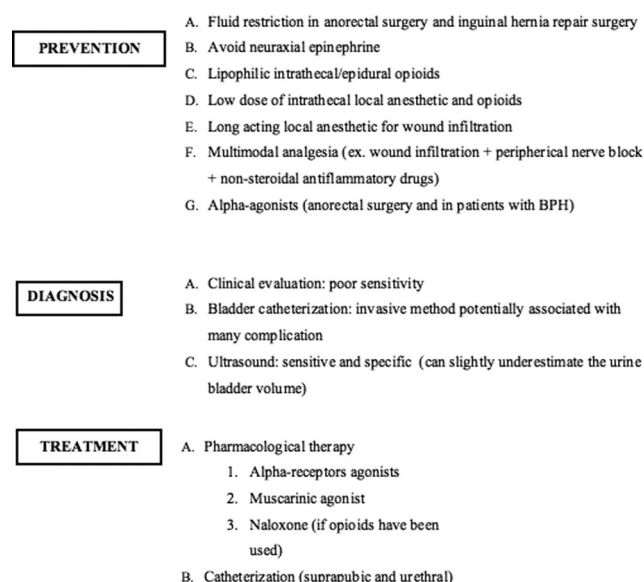 PREVENTION
A. Fluid restriction in anorectal surgery and inguinal hernia repair surgery
B. Avoid neuraxial epinephrine
C. Lipophilic intrathecal/epidural opioids
D. Low dose of intrathecal local anesthetic and opioids
E. Long acting local anesthetic for wound infiltration
F. Multimodal analgesia (ex. wound infiltration + peripherical nerve block
+ non-steroidal antiflammatory drugs)
G. Alpha-agonists (anorectal surgery and in patients with BPH)
DIAGNOSIS
A. Clinical evaluation: poor sensitivity
B. Bladder catheterization: invasive method potentially associated with
many complication
C. Ultrasound: sensitive and specific (can slightly underestimate the urine
bladder volume)
TREATMENT
A. Pharmacological therapy
1. Alpha-receptors agonists
2. Muscarinic agonist
3. Naloxone (if opioids have been
used)
B. Catheterization (suprapubic and urethral)